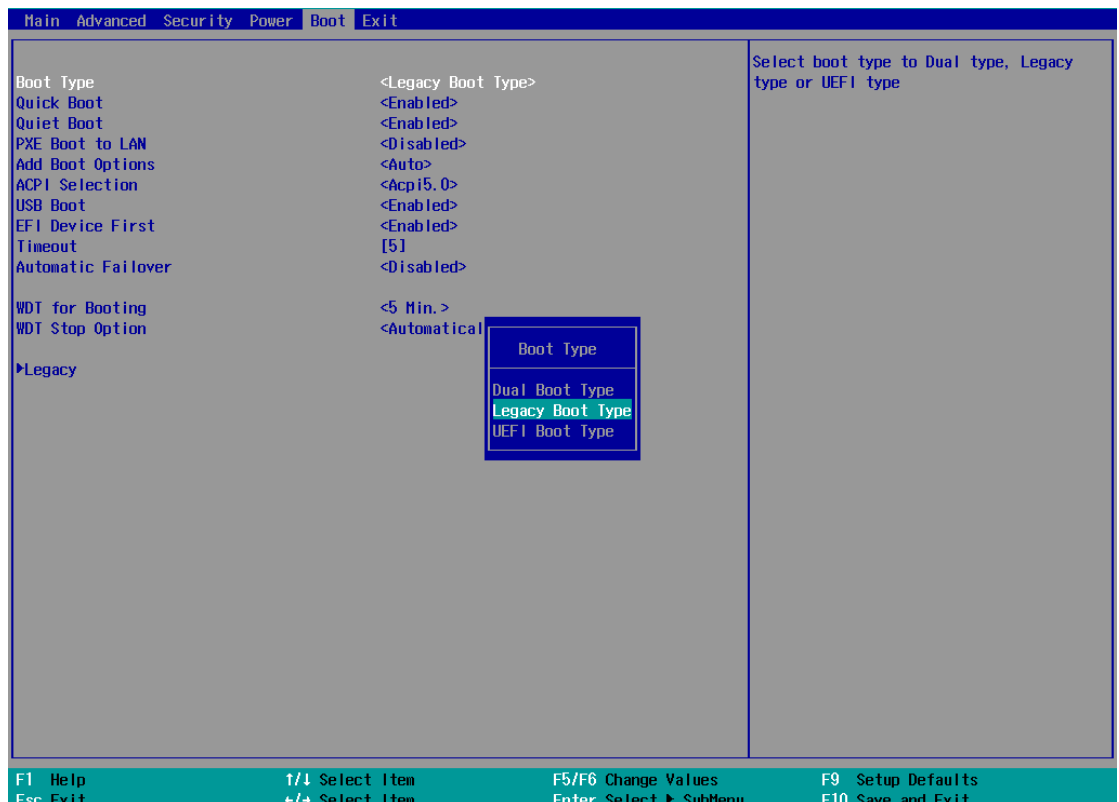 Main Advanced Security Power Boot Exit
Select boot type to Dual type, Legacy
type or UEFI type
Boot Type <Legacy Boot Type>
Quick Boot <Enabled>
Quiet Boot <Enabled>
PXE Boot to LAN <Disabled>
Add Boot Options <Auto>
ACPI Selection <Acpi5.0>
USB Boot <Enabled>
EFI Device First <Enabled>
Timeout [5]
Automatic Failover <Disabled>
WDT for Booting <5 Min.>
WDT Stop Option <Automatical
▶Legacy
Boot Type
Dual Boot Type
Legacy Boot Type
UEFI Boot Type
F1 Help ↑/↓ Select Item F5/F6 Change Values F9 Setup Defaults
Esc Exit ←/→ Select Item Enter Select ▶ SubMenu F10 Save and Exit